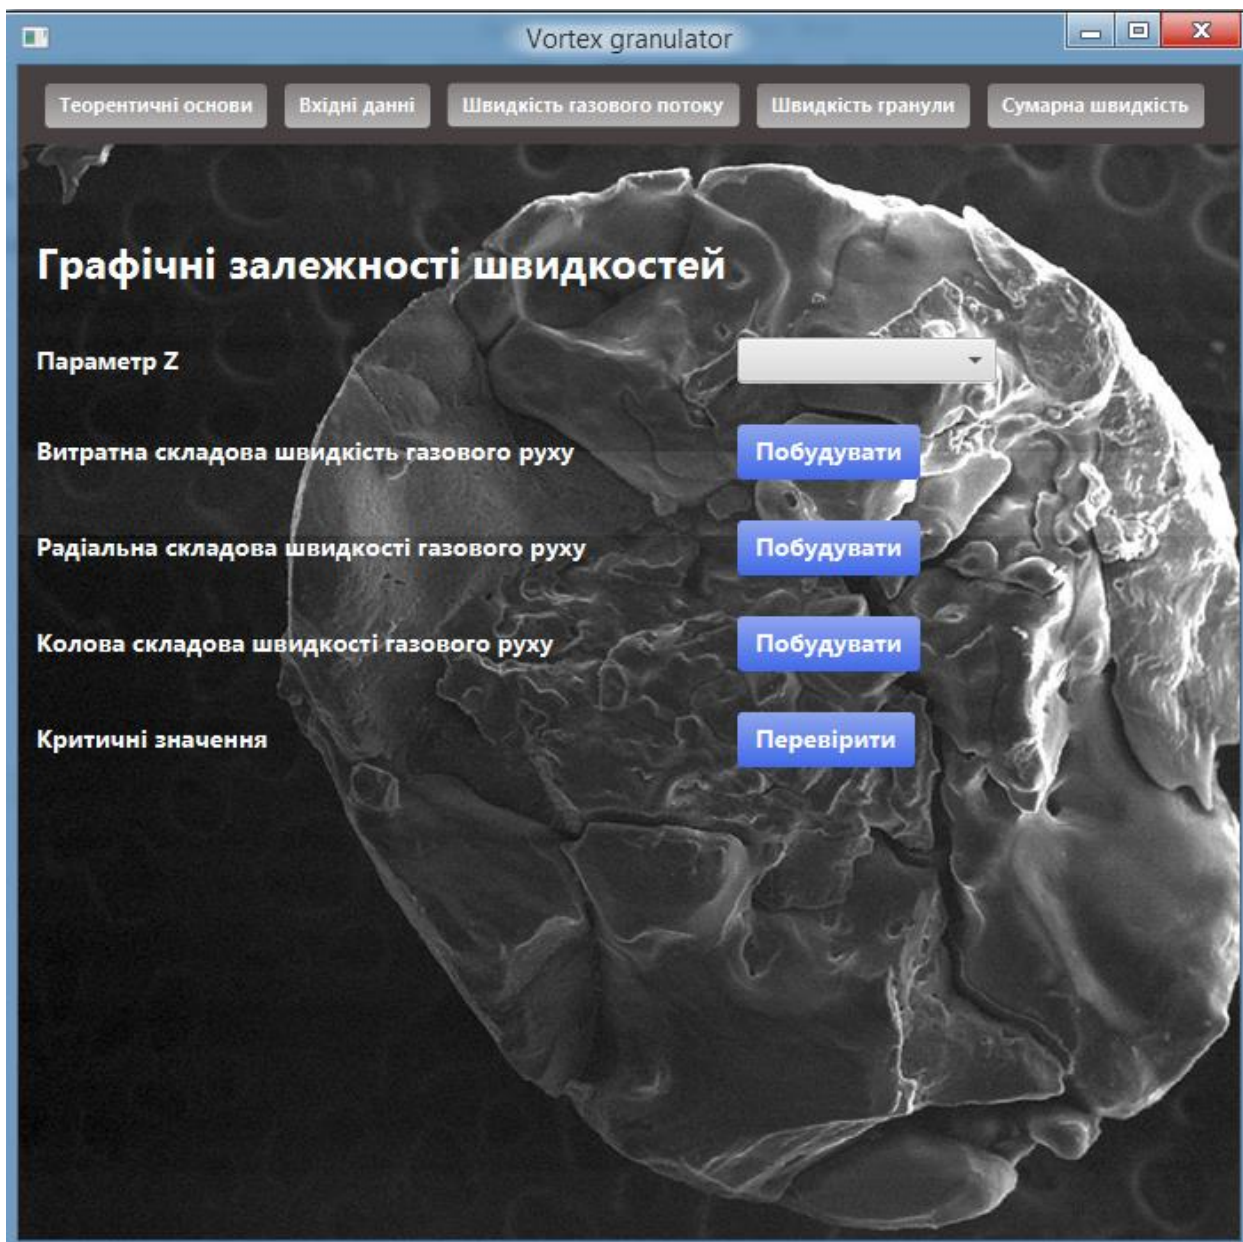 Vortex granulator
Теорентичні основи Вхідні данні Швидкість газового потоку Швидкість гранули Сумарна швидкість
Графічні залежності швидкостей
Параметр Z
Витратна складова швидкість газового руху Побудувати
Радіальна складова швидкості газового руху Побудувати
Колова складова швидкості газового руху Побудувати
Критичні значення Перевірити